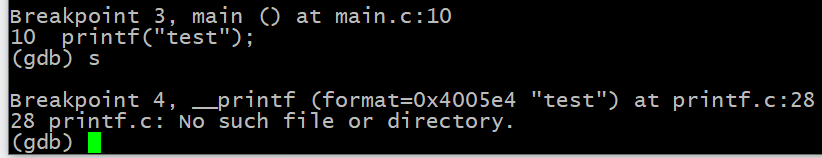 Breakpoint 3, main () at main.c:10
10  printf("test");
(gdb) s
Breakpoint 4, __printf (format=0x4005e4 "test") at printf.c:28
28 printf.c: No such file or directory.
(gdb)